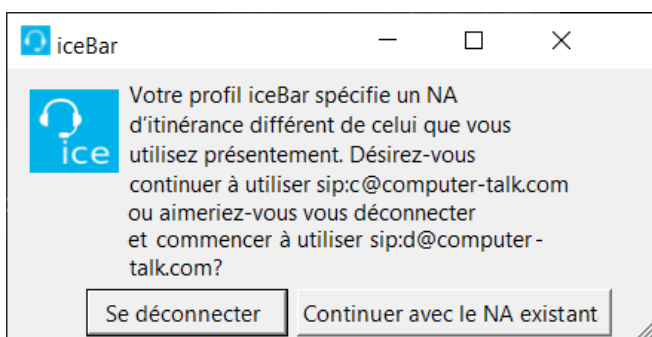 iceBar
Votre profil iceBar spécifie un NA
d'itinérance différent de celui que vous
utilisez présentement. Désirez-vous
continuer à utiliser sip:c@computer-talk.com
ou aimeriez-vous vous déconnecter
et commencer à utiliser sip:d@computer-
talk.com?
ice
Se déconnecter
Continuer avec le NA existant